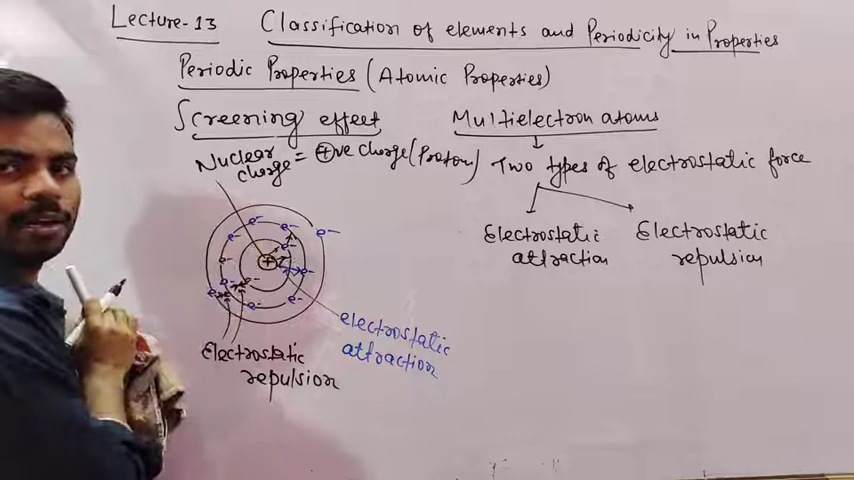 Lecture-13 Classification of elements and Periodicity in Properties
Periodic Properties (Atomic Properties)
Screening effect
Multielectron atoms
Nuclear charge = ⊕ve charge (Proton)
Two types of electrostatic force
Electrostatic attraction
Electrostatic repulsion
e-
e- e-
e-
e-
e-
+
e-
e- e-
e- e-
e- e-
electrostatic
attraction
Electrostatic
repulsion